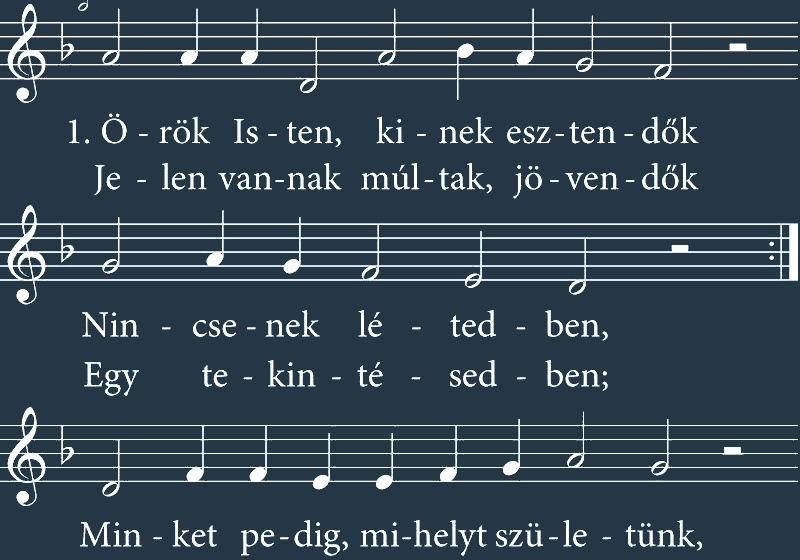 1. Ö - rök Is - ten, ki - nek esz - ten - dők
Je - len van - nak múl - tak, jö - ven - dők
Nin - cse - nek lé - ted - ben,
Egy te - kin - té - sed - ben;
Min - ket pe - dig, mi - helyt szü - le - tünk,